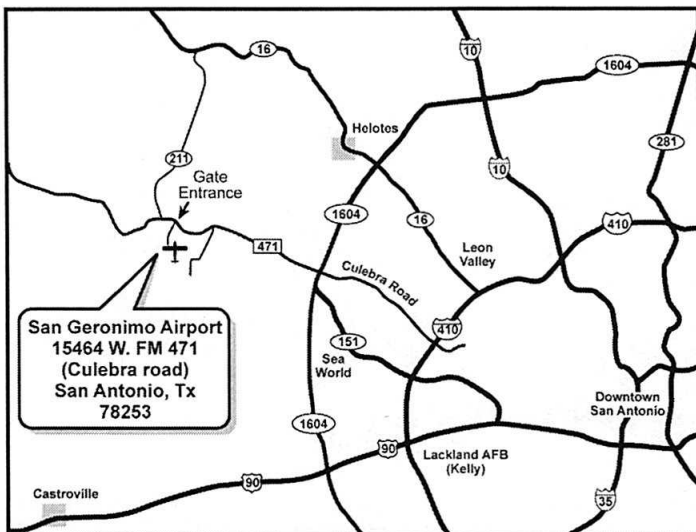 16
10
1604
Helotes
281
211
Gate
Entrance
10
1604
16
410
Leon
Valley
471
Culebra Road
San Geronimo Airport
15464 W. FM 471
(Culebra road)
San Antonio, Tx
78253
410
151
Sea
World
Downtown
San Antonio
1604
90
Lackland AFB
(Kelly)
90
Castroville
35